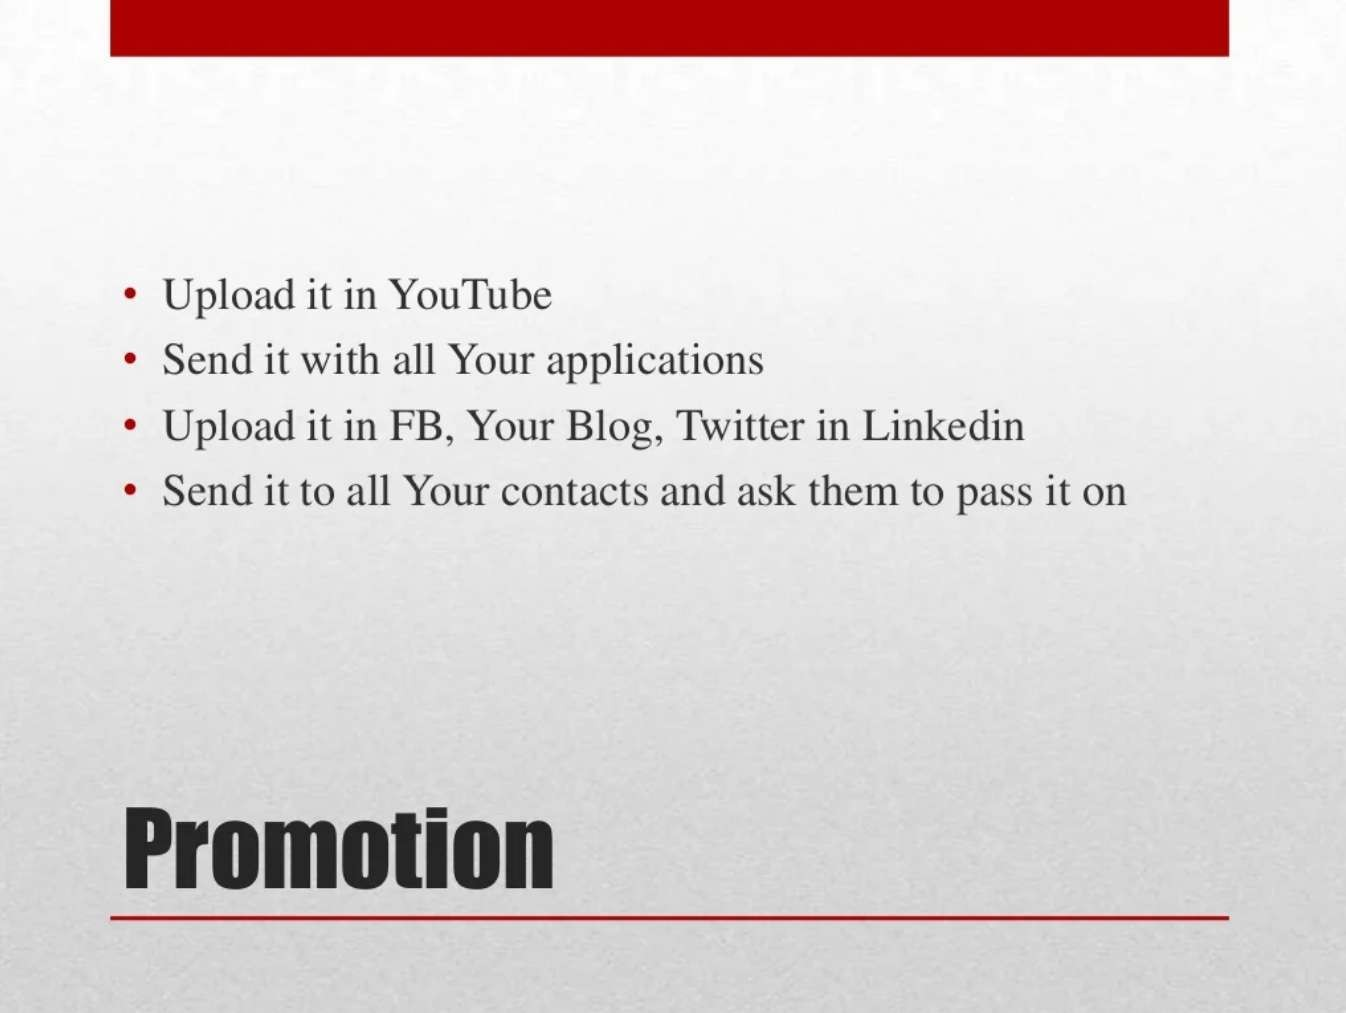 • Upload it in YouTube
• Send it with all Your applications
• Upload it in FB, Your Blog, Twitter in Linkedin
• Send it to all Your contacts and ask them to pass it on
Promotion